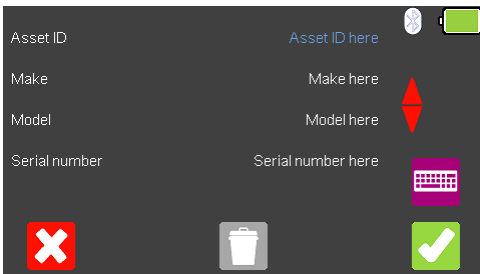 Asset ID Asset ID here
Make Make here
Model Model here
Serial number Serial number here